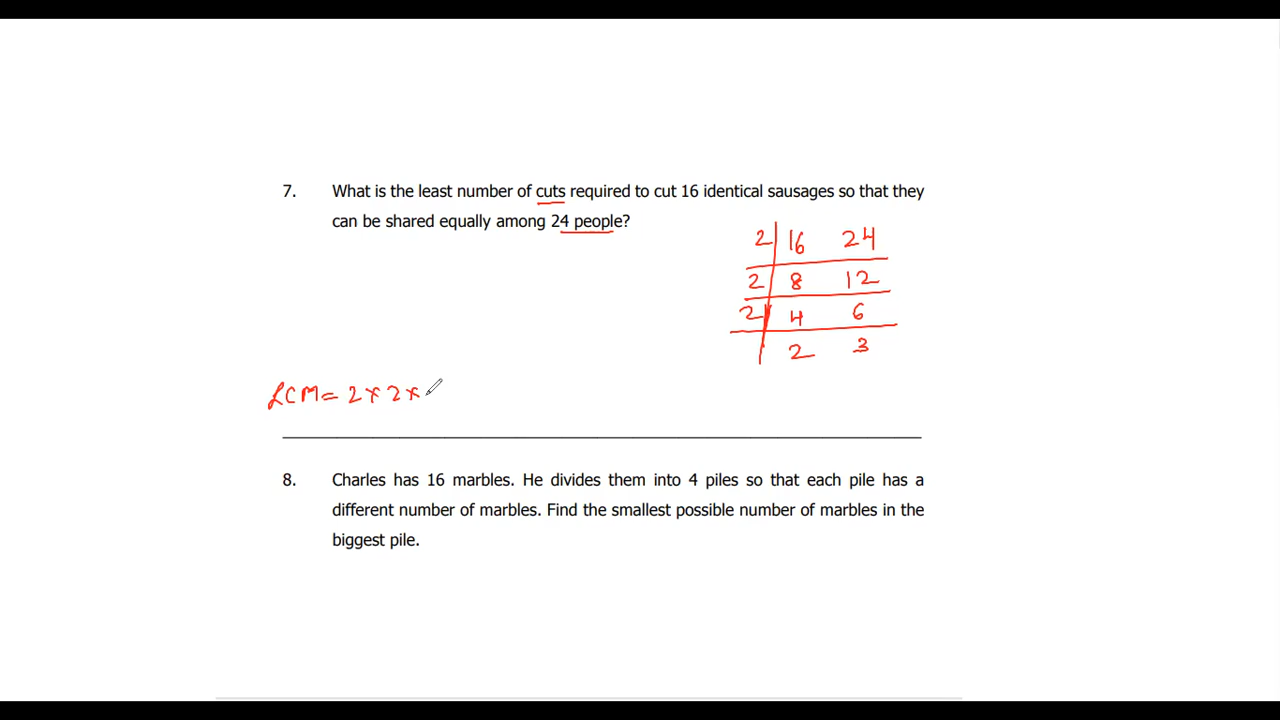 7. What is the least number of cuts required to cut 16 identical sausages so that they
can be shared equally among 24 people?
2 16 24
2 8 12
2 4 6
2 3
LCM = 2 × 2 ×
8. Charles has 16 marbles. He divides them into 4 piles so that each pile has a
different number of marbles. Find the smallest possible number of marbles in the
biggest pile.